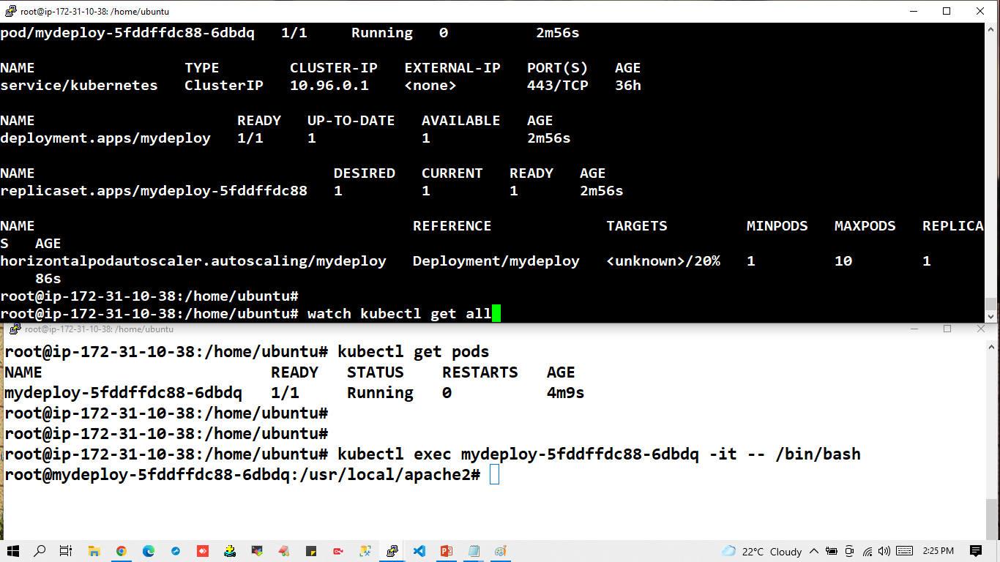 root@ip-172-31-10-38: /home/ubuntu
pod/mydeploy-5fddffdc88-6dbdq 1/1 Running 0 2m56s
NAME TYPE CLUSTER-IP EXTERNAL-IP PORT(S) AGE
service/kubernetes ClusterIP 10.96.0.1 <none> 443/TCP 36h
NAME READY UP-TO-DATE AVAILABLE AGE
deployment.apps/mydeploy 1/1 1 1 2m56s
NAME DESIRED CURRENT READY AGE
replicaset.apps/mydeploy-5fddffdc88 1 1 1 2m56s
NAME REFERENCE TARGETS MINPODS MAXPODS REPLICA
S AGE
horizontalpodautoscaler.autoscaling/mydeploy Deployment/mydeploy <unknown>/20% 1 10 1
86s
root@ip-172-31-10-38:/home/ubuntu#
root@ip-172-31-10-38:/home/ubuntu# watch kubectl get all
root@ip-172-31-10-38: /home/ubuntu
root@ip-172-31-10-38:/home/ubuntu# kubectl get pods
NAME READY STATUS RESTARTS AGE
mydeploy-5fddffdc88-6dbdq 1/1 Running 0 4m9s
root@ip-172-31-10-38:/home/ubuntu#
root@ip-172-31-10-38:/home/ubuntu#
root@ip-172-31-10-38:/home/ubuntu# kubectl exec mydeploy-5fddffdc88-6dbdq -it -- /bin/bash
root@mydeploy-5fddffdc88-6dbdq:/usr/local/apache2#
22°C Cloudy 2:25 PM